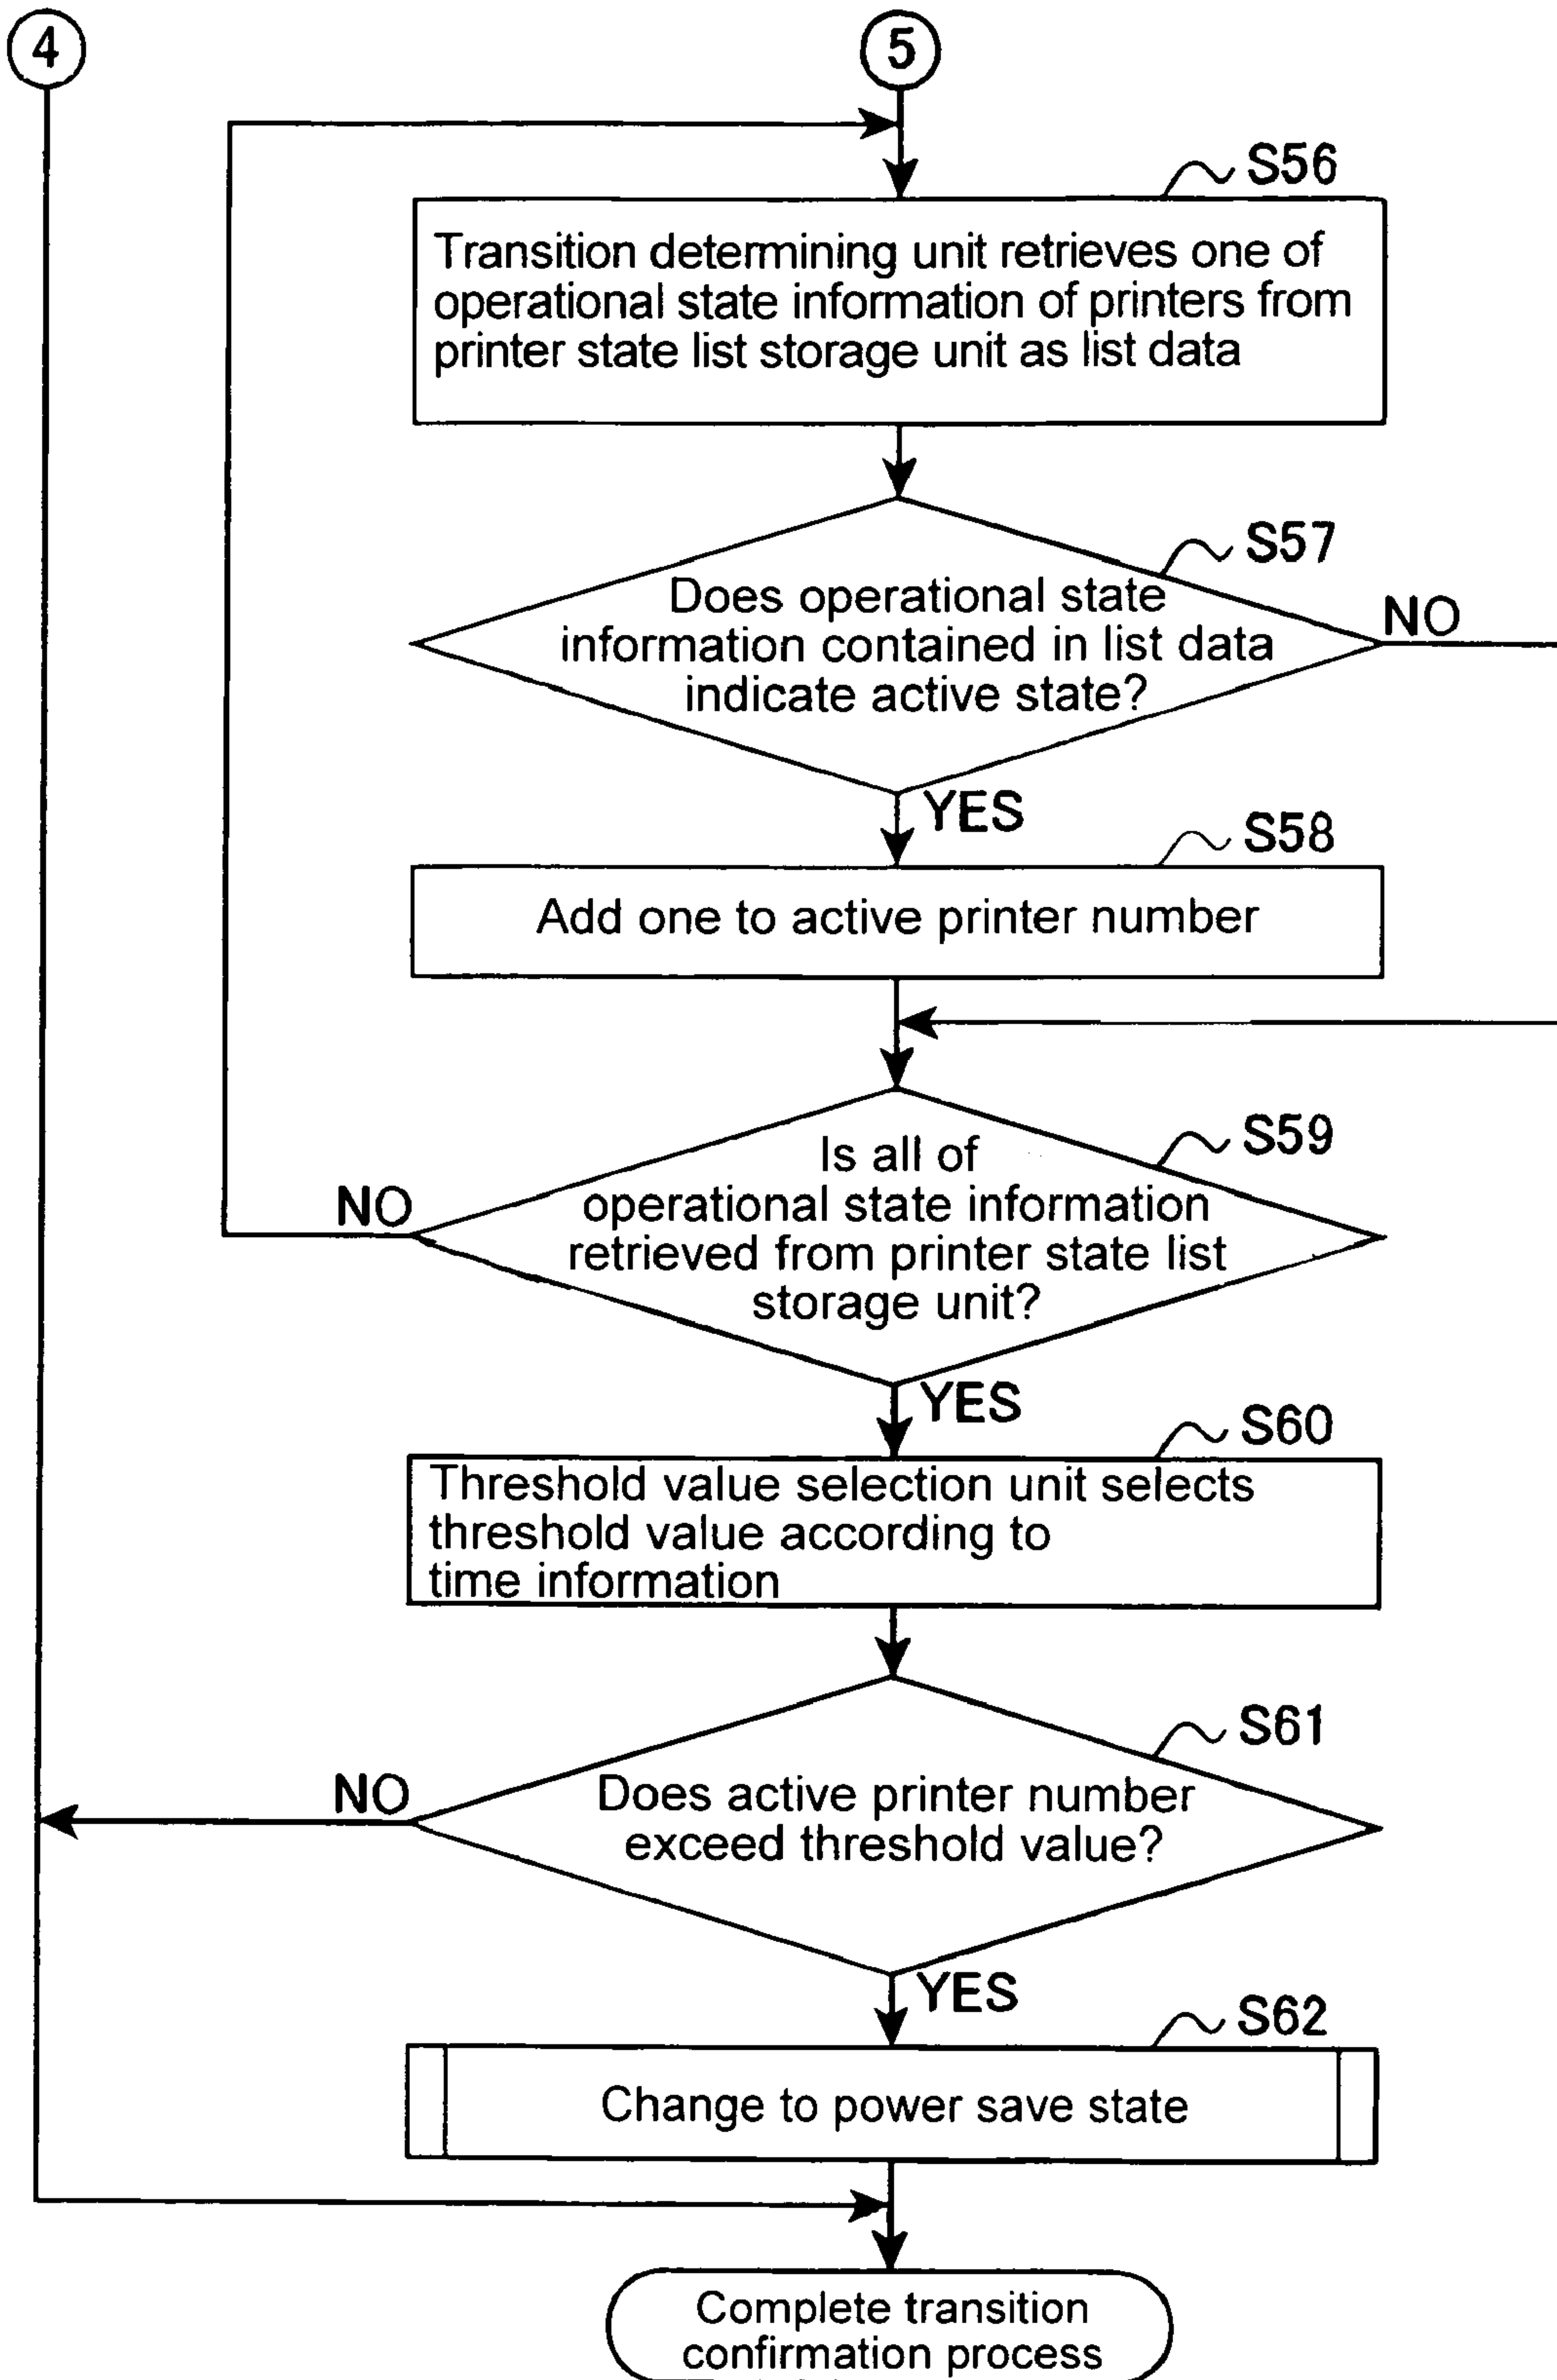 4
5
S56
Transition determining unit retrieves one of
operational state information of printers from
printer state list storage unit as list data
S57
Does operational state
information contained in list data
indicate active state?
NO
YES
S58
Add one to active printer number
S59
Is all of
operational state information
retrieved from printer state list
storage unit?
NO
YES
S60
Threshold value selection unit selects
threshold value according to
time information
S61
Does active printer number
exceed threshold value?
NO
YES
S62
Change to power save state
Complete transition
confirmation process